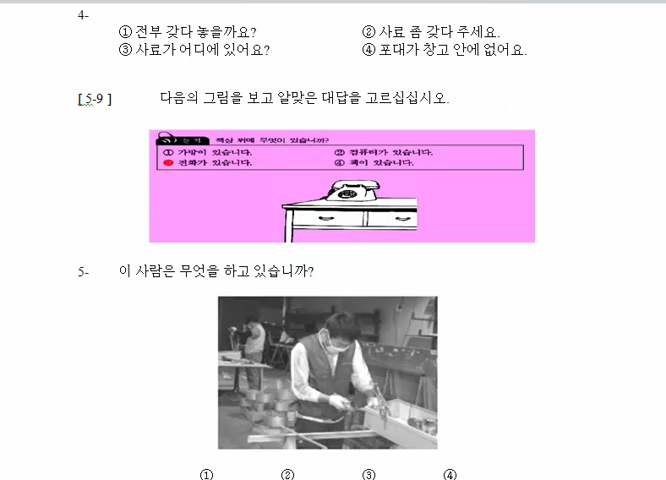 4-
① 전부 갖다 놓을까요? ② 사료 좀 갖다 주세요.
③ 사료가 어디에 있어요? ④ 포대가 창고 안에 없어요.
[ 5-9 ] 다음의 그림을 보고 알맞은 대답을 고르십십시오.
책상 위에 무엇이 있습니까?
① 가방이 있습니다. ② 컴퓨터가 있습니다.
전화가 있습니다. ④ 책이 있습니다.
5- 이 사람은 무엇을 하고 있습니까?
① ② ③ ④